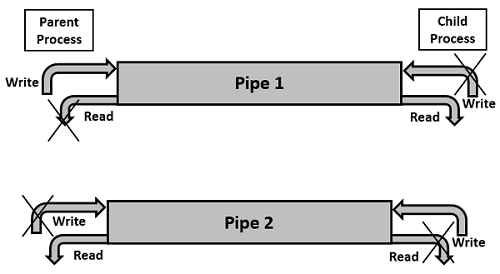 Parent
Process
Child
Process
Write
Pipe 1
Write
Read
Read
Write
Pipe 2
Write
Read
Read